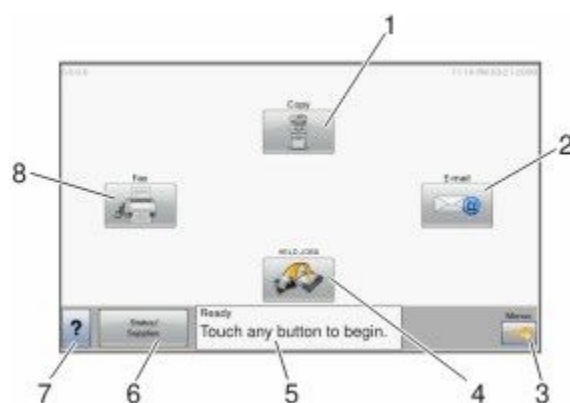 1
Copy
2
8
Fax
E-mail
HELD JOBS
Ready
Touch any button to begin.
?
Status/
Supplies
Menus
7
6
5
4
3